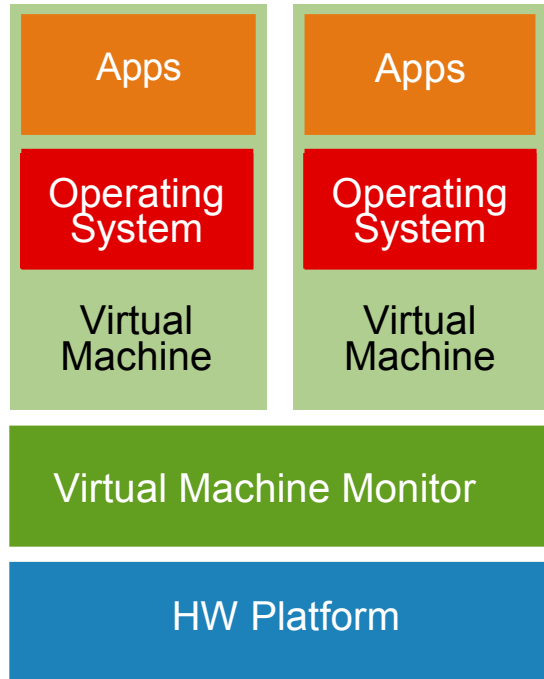 Apps
Operating
System
Virtual
Machine
Apps
Operating
System
Virtual
Machine
Virtual Machine Monitor
HW Platform